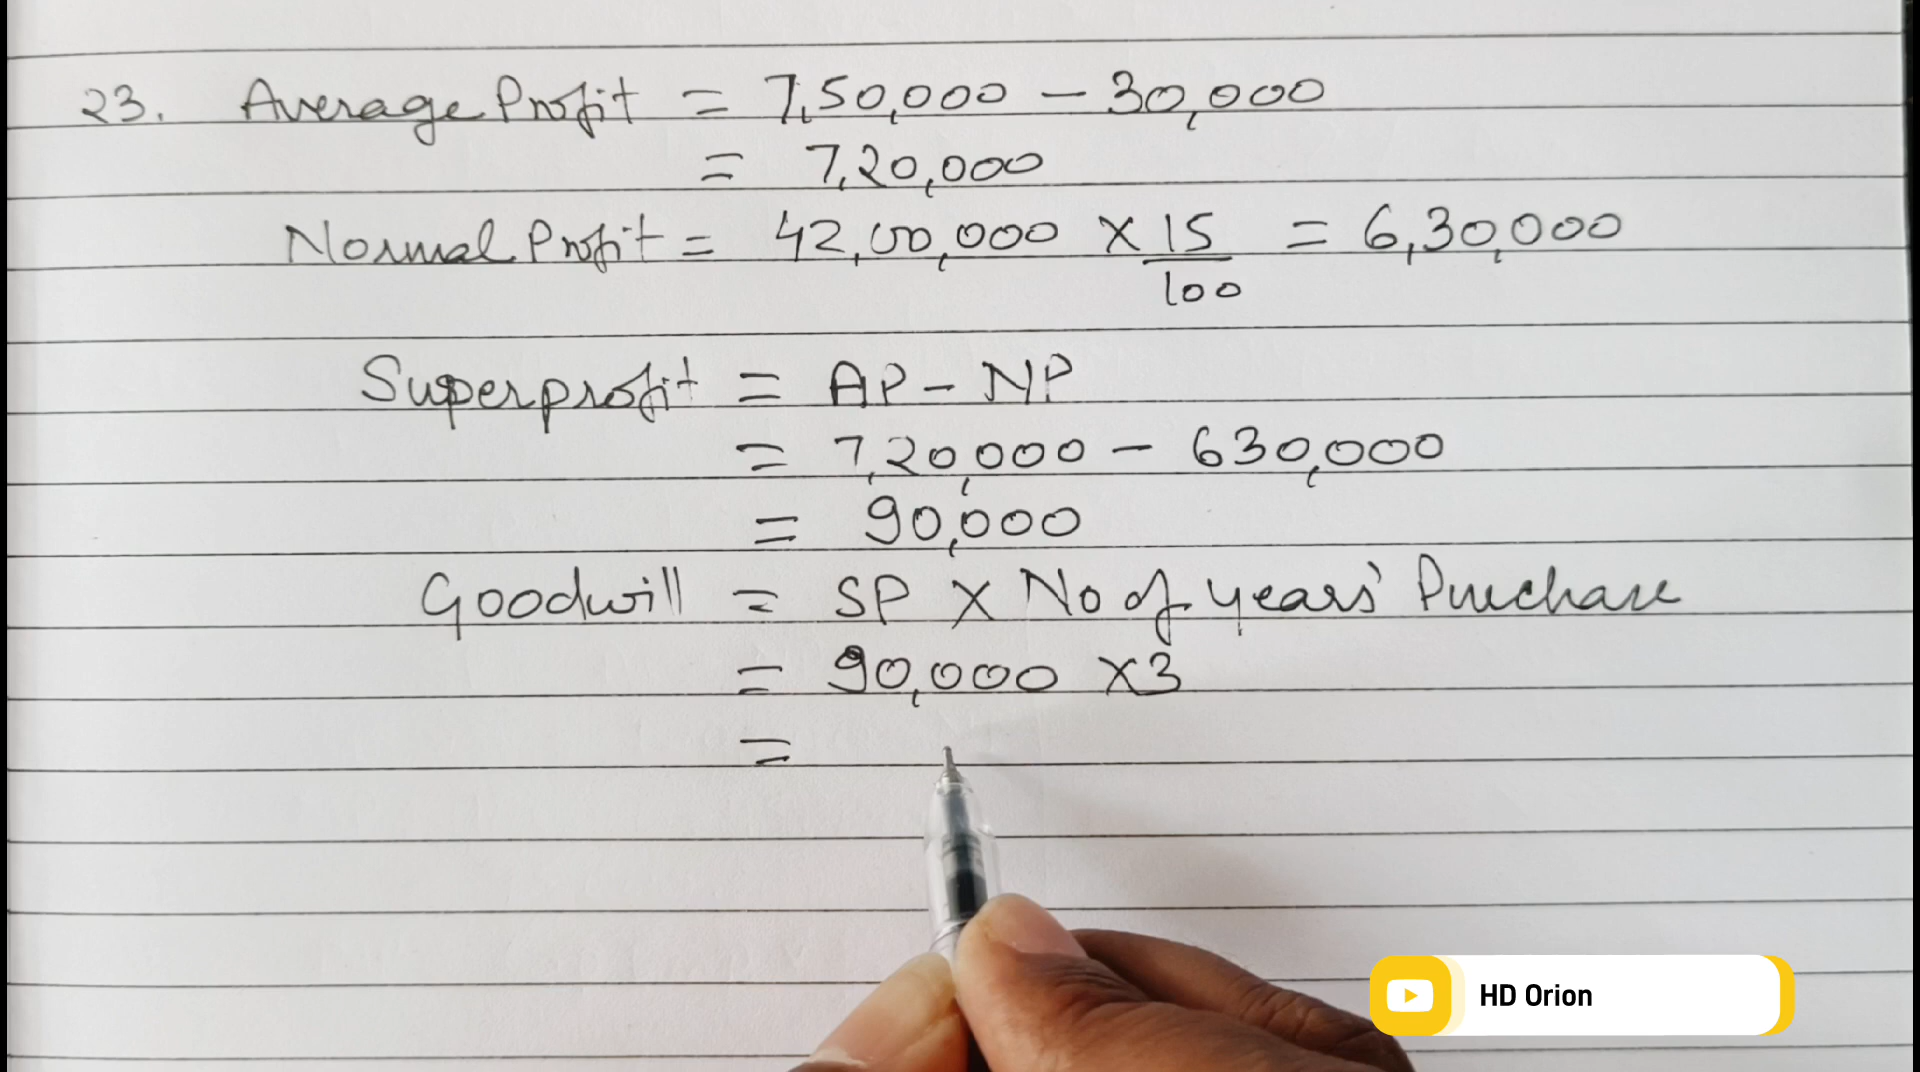 23. Average Profit = 7,50,000 - 30,000
= 7,20,000
Normal Profit = 42,00,000 × 15/100 = 6,30,000
Superprofit = AP - NP
= 7,20,000 - 630,000
= 90,000
Goodwill = SP × No of years' Purchase
= 90,000 ×3
=
HD Orion